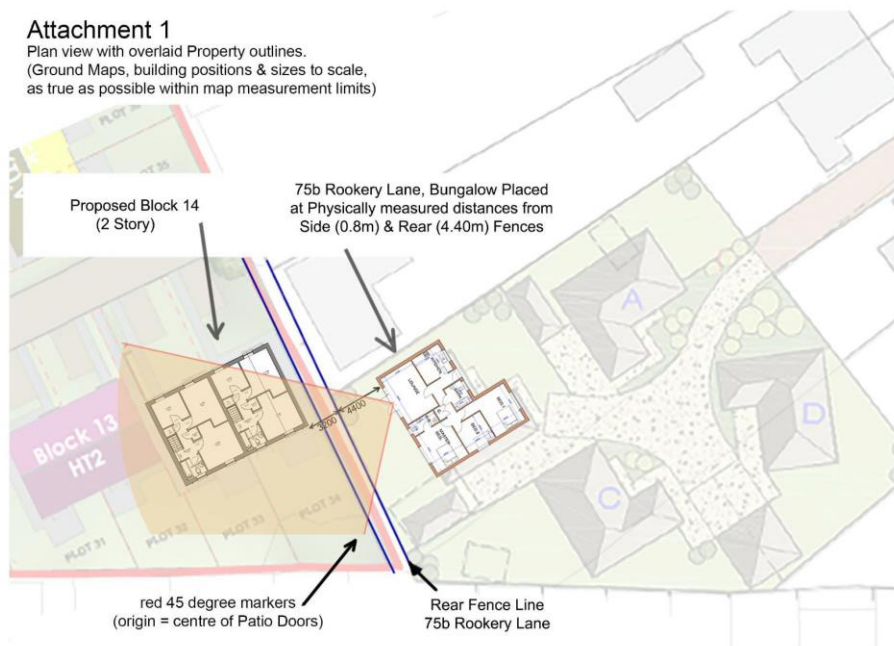 Attachment 1
Plan view with overlaid Property outlines.
(Ground Maps, building positions & sizes to scale,
as true as possible within map measurement limits)
PLOT 35
Proposed Block 14
(2 Story)
75b Rookery Lane, Bungalow Placed
at Physically measured distances from
Side (0.8m) & Rear (4.40m) Fences
A
D
C
LOUNGE
4400
3200
Block 13
HT2
PLOT 34
PLOT 33
PLOT 32
PLOT 31
red 45 degree markers
(origin = centre of Patio Doors)
Rear Fence Line
75b Rookery Lane